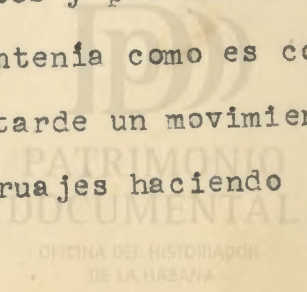 ntenía como es co
tarde un movimien
ruajes haciendo
PATRIMONIO
DOCUMENTAL
OFICINA DEL HISTORIADOR
DE LA HABANA